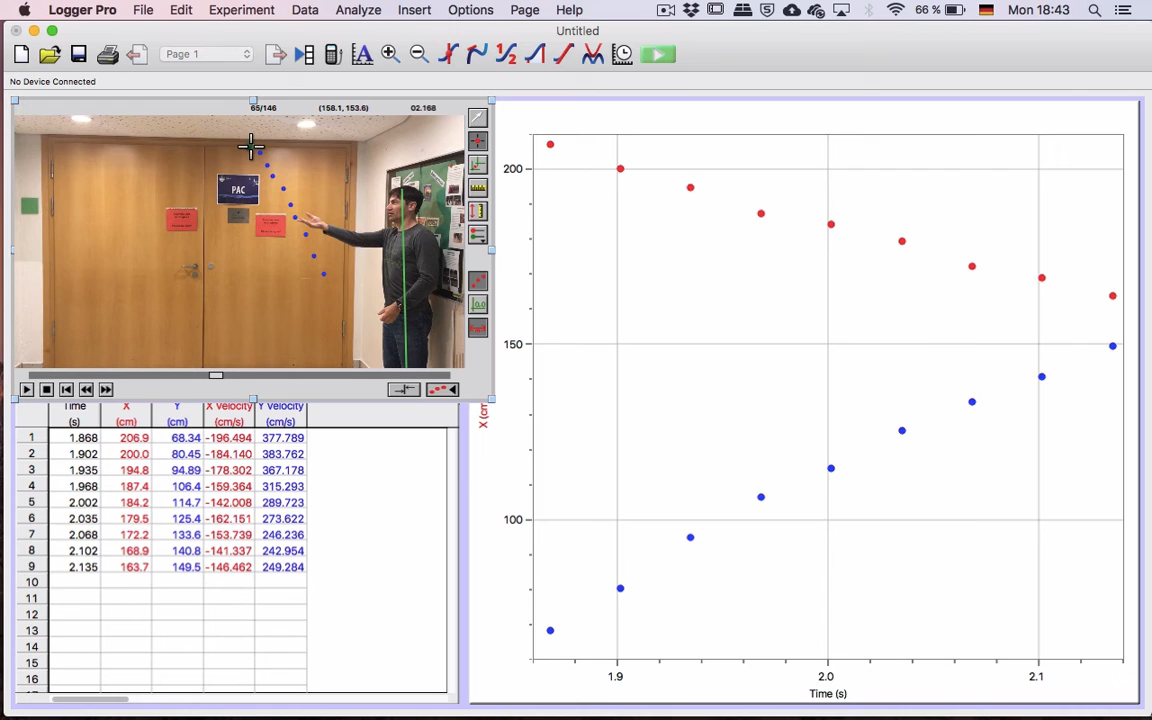 Logger Pro File Edit Experiment Data Analyze Insert Options Page Help 66 % Mon 18:43
Untitled
Page 1
No Device Connected
65/146 (158.1, 153.6) 02.168
PAC
Time X Y X Velocity Y Velocity
(s) (cm) (cm) (cm/s) (cm/s)
1 1.868 206.9 68.34 -196.494 377.789
2 1.902 200.0 80.45 -184.140 383.762
3 1.935 194.8 94.89 -178.302 367.178
4 1.968 187.4 106.4 -159.364 315.293
5 2.002 184.2 114.7 -142.008 289.723
6 2.035 179.5 125.4 -162.151 273.622
7 2.068 172.2 133.6 -153.739 246.236
8 2.102 168.9 140.8 -141.337 242.954
9 2.135 163.7 149.5 -146.462 249.284
10
11
12
13
14
15
16
200
150
100
X (cm)
1.9 2.0 2.1
Time (s)